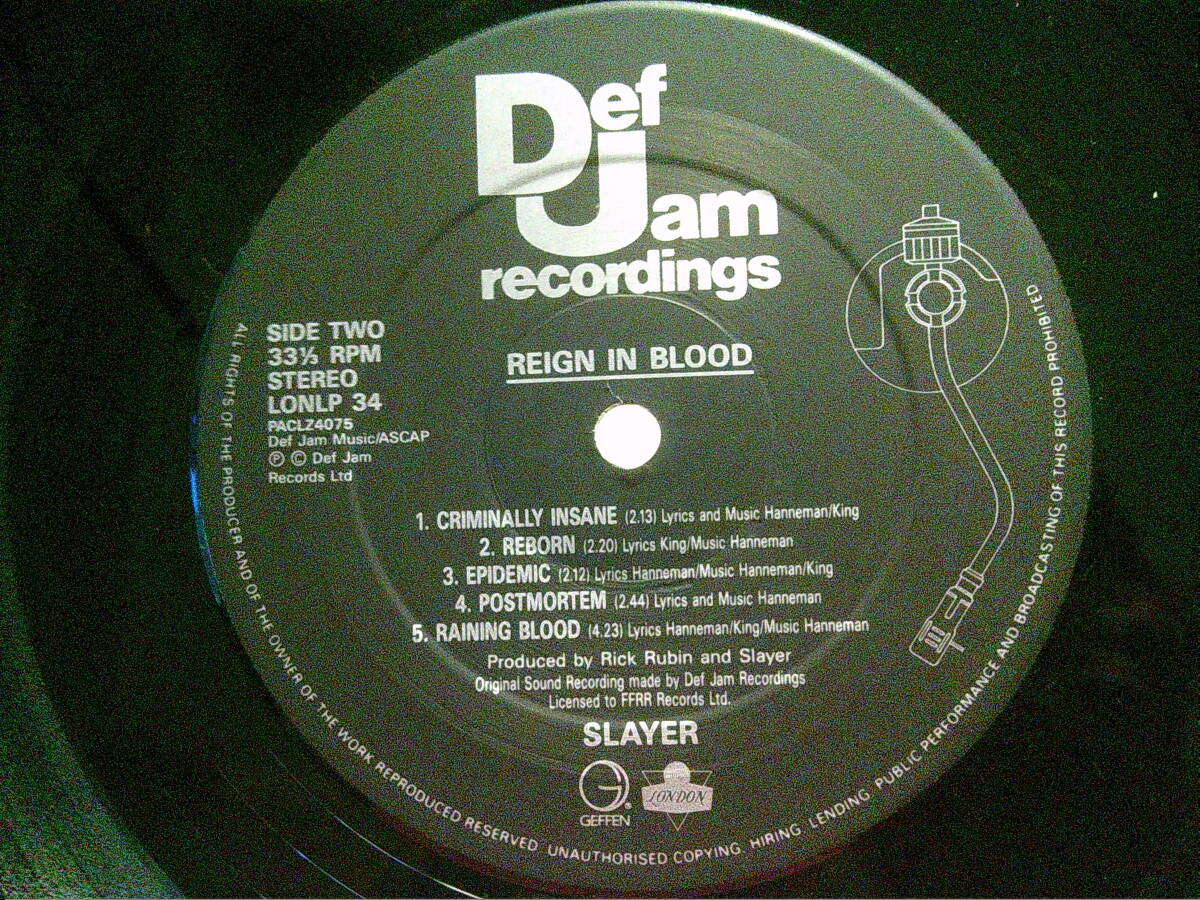 Def
Jam
recordings
SIDE TWO
33⅓ RPM
STEREO
LONLP 34
PACLZ4075
Def Jam Music/ASCAP
Ⓟ © Def Jam
Records Ltd
REIGN IN BLOOD
1. CRIMINALLY INSANE (2.13) Lyrics and Music Hanneman/King
2. REBORN (2.20) Lyrics King/Music Hanneman
3. EPIDEMIC (2.12) Lyrics Hanneman/Music Hanneman/King
4. POSTMORTEM (2.44) Lyrics and Music Hanneman
5. RAINING BLOOD (4.23) Lyrics Hanneman/King/Music Hanneman
Produced by Rick Rubin and Slayer
Original Sound Recording made by Def Jam Recordings
Licensed to FFRR Records Ltd.
SLAYER
GEFFEN
LONDON
ALL RIGHTS OF THE PRODUCER AND OF THE OWNER OF THE WORK REPRODUCED RESERVED. UNAUTHORISED COPYING, HIRING, LENDING, PUBLIC PERFORMANCE AND BROADCASTING OF THIS RECORD PROHIBITED